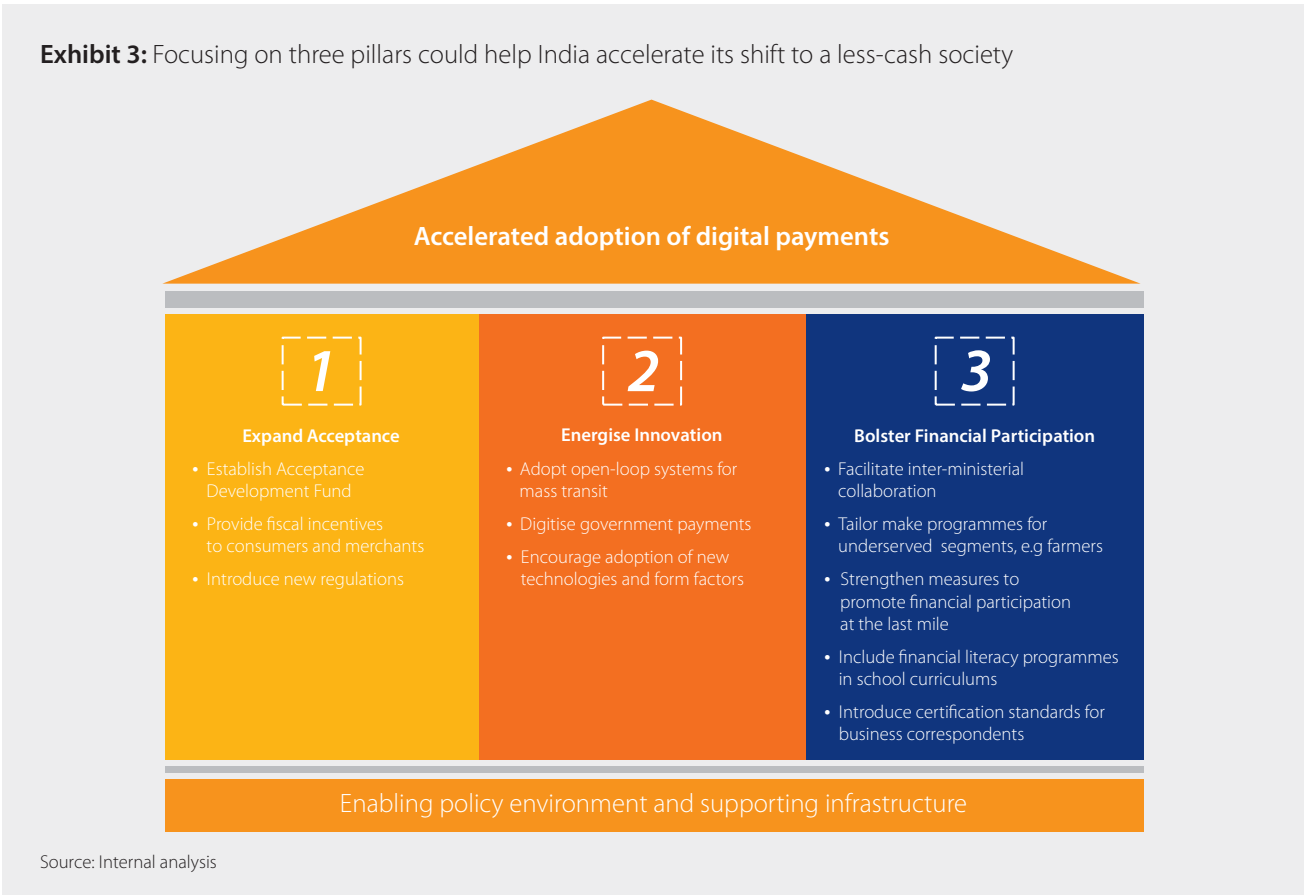 Exhibit 3: Focusing on three pillars could help India accelerate its shift to a less-cash society
Accelerated adoption of digital payments
1
Expand Acceptance
• Establish Acceptance
Development Fund
• Provide fiscal incentives
to consumers and merchants
• Introduce new regulations
2
Energise Innovation
• Adopt open-loop systems for
mass transit
• Digitise government payments
• Encourage adoption of new
technologies and form factors
3
Bolster Financial Participation
• Facilitate inter-ministerial
collaboration
• Tailor make programmes for
underserved segments, e.g farmers
• Strengthen measures to
promote financial participation
at the last mile
• Include financial literacy programmes
in school curriculums
• Introduce certification standards for
business correspondents
Enabling policy environment and supporting infrastructure
Source: Internal analysis